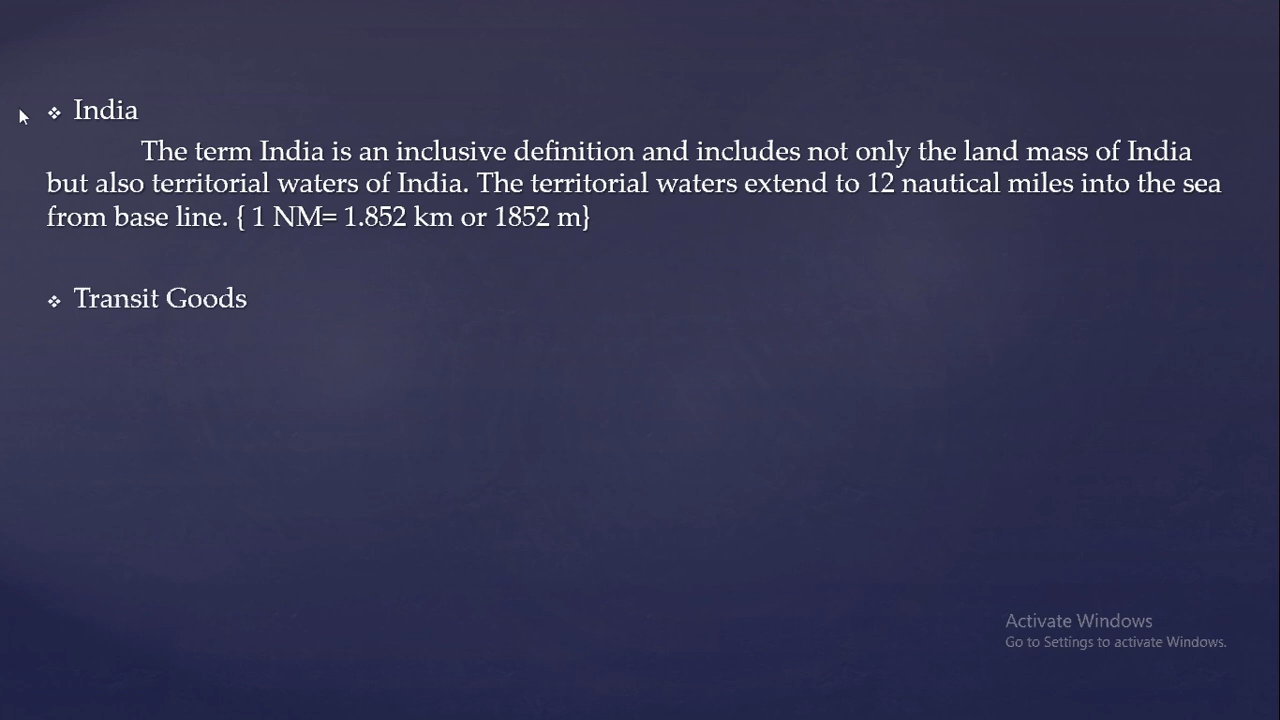 ❖ India
The term India is an inclusive definition and includes not only the land mass of India
but also territorial waters of India. The territorial waters extend to 12 nautical miles into the sea
from base line. { 1 NM= 1.852 km or 1852 m}
❖ Transit Goods
Activate Windows
Go to Settings to activate Windows.